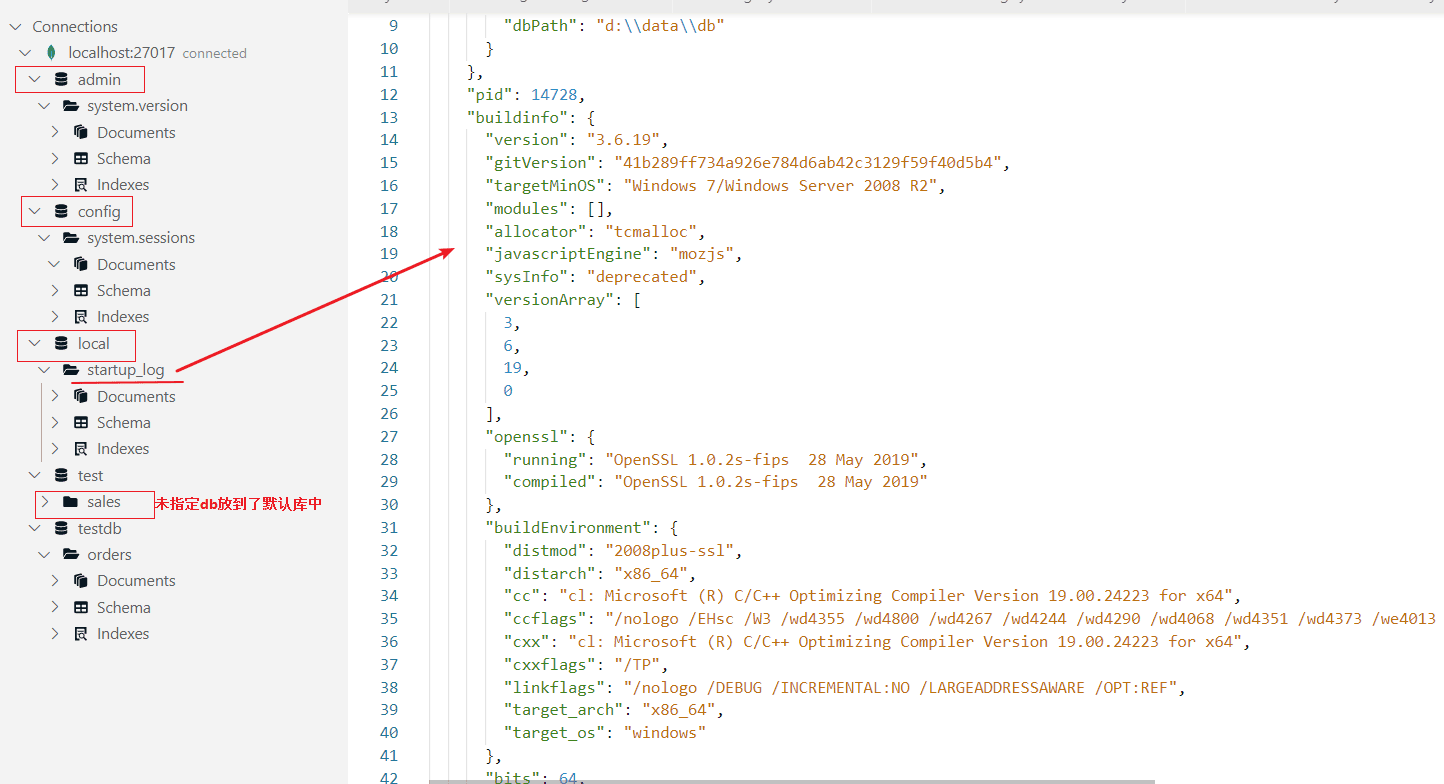 Connections
localhost:27017 connected
admin
system.version
Documents
Schema
Indexes
config
system.sessions
Documents
Schema
Indexes
local
startup_log
Documents
Schema
Indexes
test
sales 未指定db放到了默认库中
testdb
orders
Documents
Schema
Indexes
9 "dbPath": "d:\\data\\db"
10 }
11 },
12 "pid": 14728,
13 "buildinfo": {
14 "version": "3.6.19",
15 "gitVersion": "41b289ff734a926e784d6ab42c3129f59f40d5b4",
16 "targetMinOS": "Windows 7/Windows Server 2008 R2",
17 "modules": [],
18 "allocator": "tcmalloc",
19 "javascriptEngine": "mozjs",
20 "sysInfo": "deprecated",
21 "versionArray": [
22 3,
23 6,
24 19,
25 0
26 ],
27 "openssl": {
28 "running": "OpenSSL 1.0.2s-fips  28 May 2019",
29 "compiled": "OpenSSL 1.0.2s-fips  28 May 2019"
30 },
31 "buildEnvironment": {
32 "distmod": "2008plus-ssl",
33 "distarch": "x86_64",
34 "cc": "cl: Microsoft (R) C/C++ Optimizing Compiler Version 19.00.24223 for x64",
35 "ccflags": "/nologo /EHsc /W3 /wd4355 /wd4800 /wd4267 /wd4244 /wd4290 /wd4068 /wd4351 /wd4373 /we4013
36 "cxx": "cl: Microsoft (R) C/C++ Optimizing Compiler Version 19.00.24223 for x64",
37 "cxxflags": "/TP",
38 "linkflags": "/nologo /DEBUG /INCREMENTAL:NO /LARGEADDRESSAWARE /OPT:REF",
39 "target_arch": "x86_64",
40 "target_os": "windows"
41 },
42 "bits": 64,